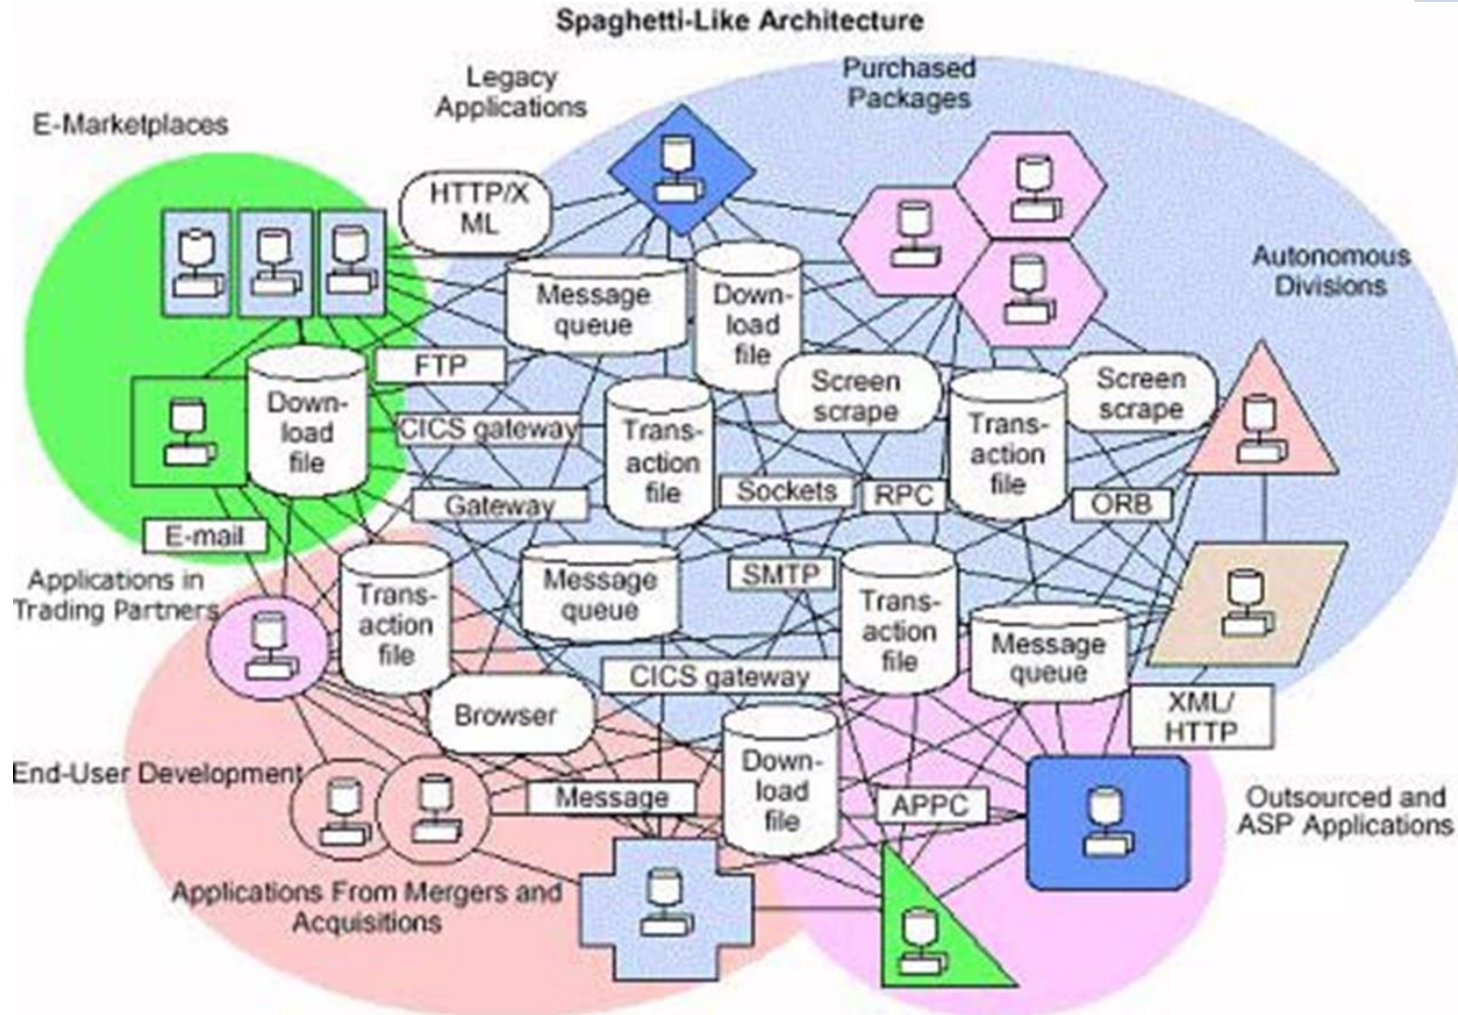 Spaghetti-Like Architecture
Legacy
Applications
Purchased
Packages
E-Marketplaces
HTTP/X
ML
Autonomous
Divisions
Message
queue
Down-
load
file
FTP
Screen
scrape
Screen
scrape
Down-
load
file
CICS gateway
Trans-
action
file
Trans-
action
file
Gateway
Sockets
RPC
ORB
E-mail
Applications in
Trading Partners
Trans-
action
file
Message
queue
SMTP
Trans-
action
file
Message
queue
CICS gateway
Browser
XML/
HTTP
End-User Development
Message
Down-
load
file
APPC
Outsourced and
ASP Applications
Applications From Mergers and
Acquisitions